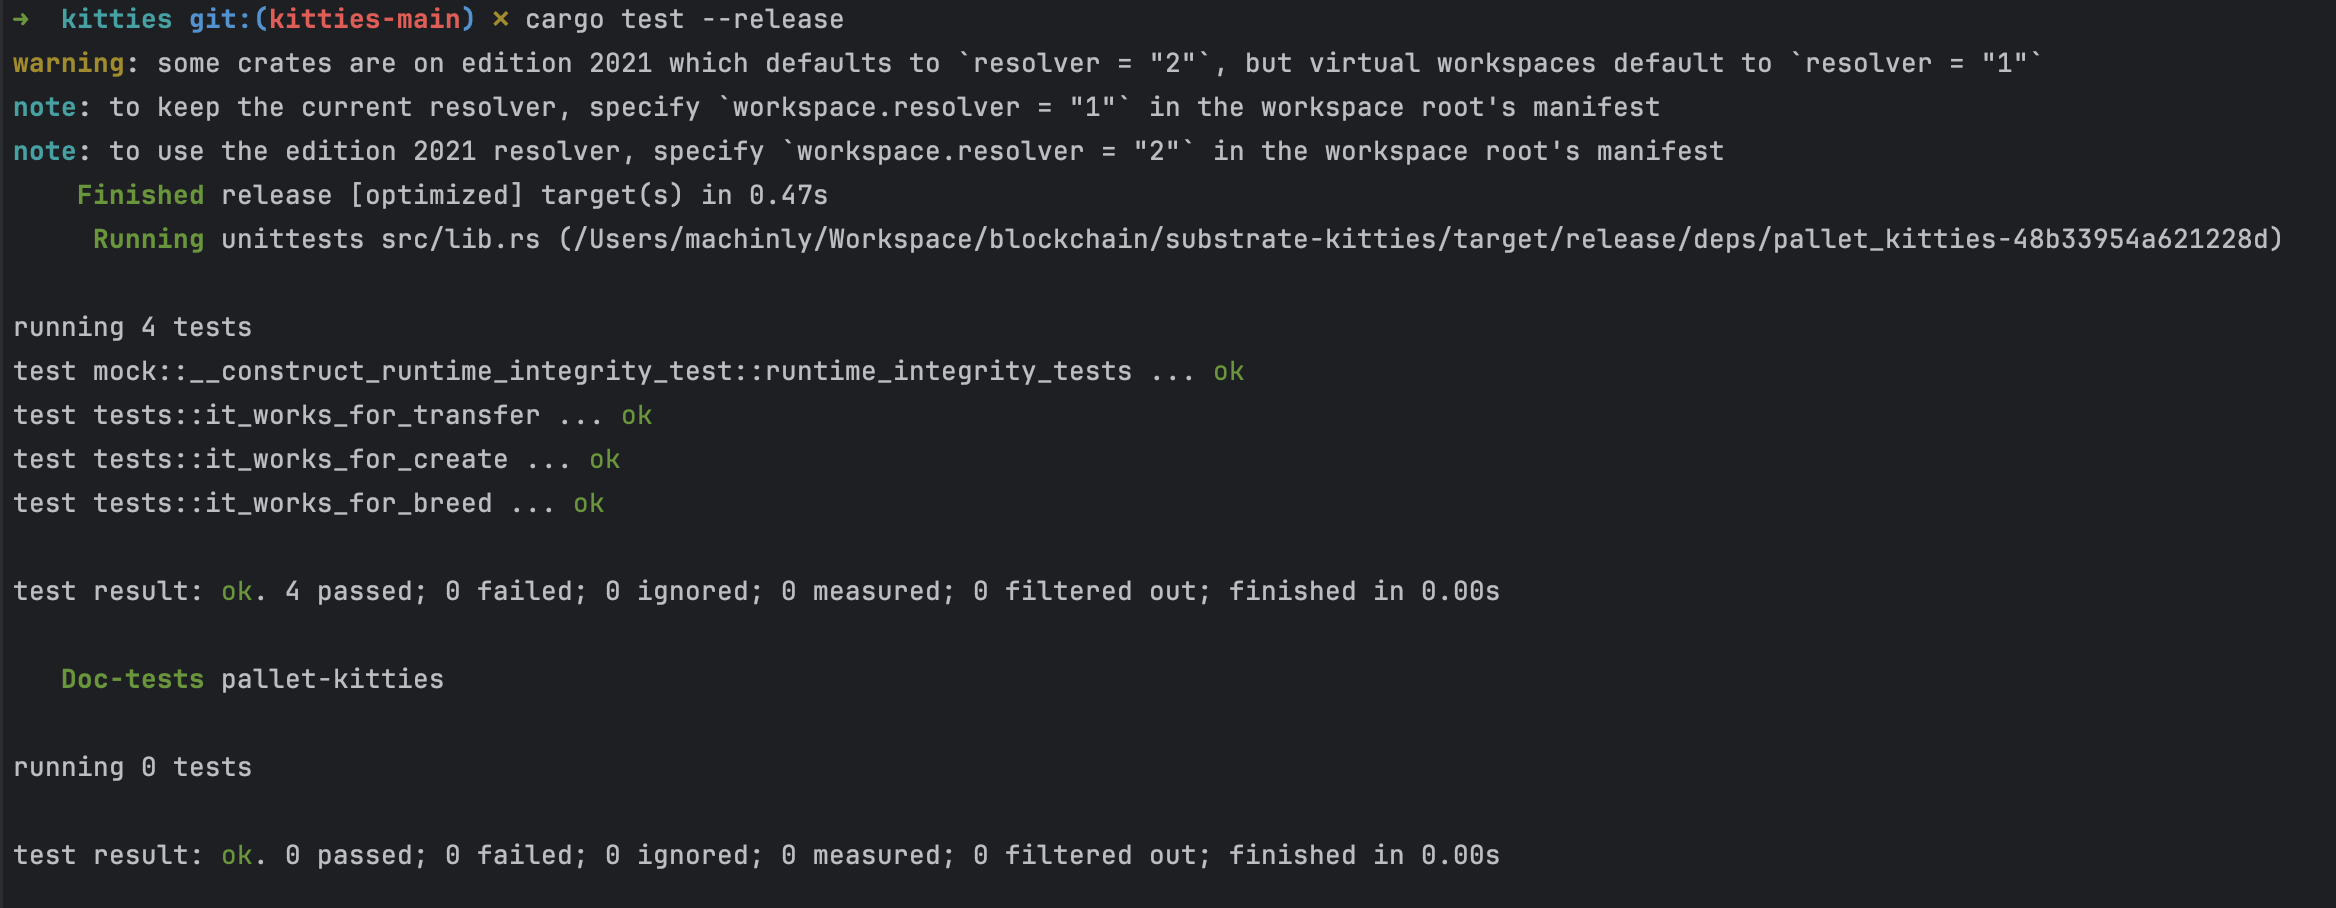 ➜  kitties git:(kitties-main) ✗ cargo test --release
warning: some crates are on edition 2021 which defaults to `resolver = "2"`, but virtual workspaces default to `resolver = "1"`
note: to keep the current resolver, specify `workspace.resolver = "1"` in the workspace root's manifest
note: to use the edition 2021 resolver, specify `workspace.resolver = "2"` in the workspace root's manifest
    Finished release [optimized] target(s) in 0.47s
     Running unittests src/lib.rs (/Users/machinly/Workspace/blockchain/substrate-kitties/target/release/deps/pallet_kitties-48b33954a621228d)
running 4 tests
test mock::__construct_runtime_integrity_test::runtime_integrity_tests ... ok
test tests::it_works_for_transfer ... ok
test tests::it_works_for_create ... ok
test tests::it_works_for_breed ... ok
test result: ok. 4 passed; 0 failed; 0 ignored; 0 measured; 0 filtered out; finished in 0.00s
   Doc-tests pallet-kitties
running 0 tests
test result: ok. 0 passed; 0 failed; 0 ignored; 0 measured; 0 filtered out; finished in 0.00s